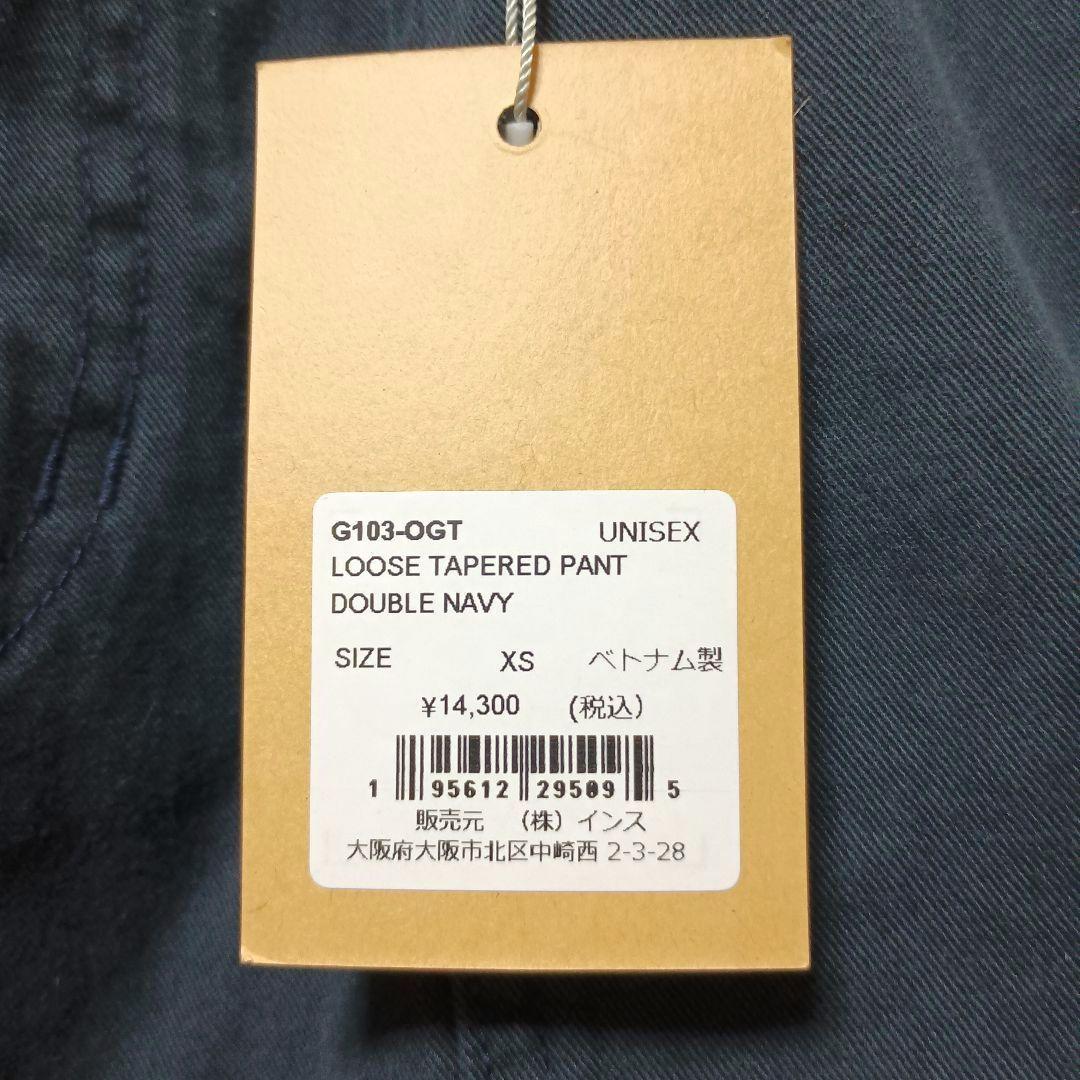 G103-OGT UNISEX
LOOSE TAPERED PANT
DOUBLE NAVY
SIZE XS ベトナム製
¥14,300 (税込)
1 95612 29509 5
販売元 (株)インス
大阪府大阪市北区中崎西 2-3-28